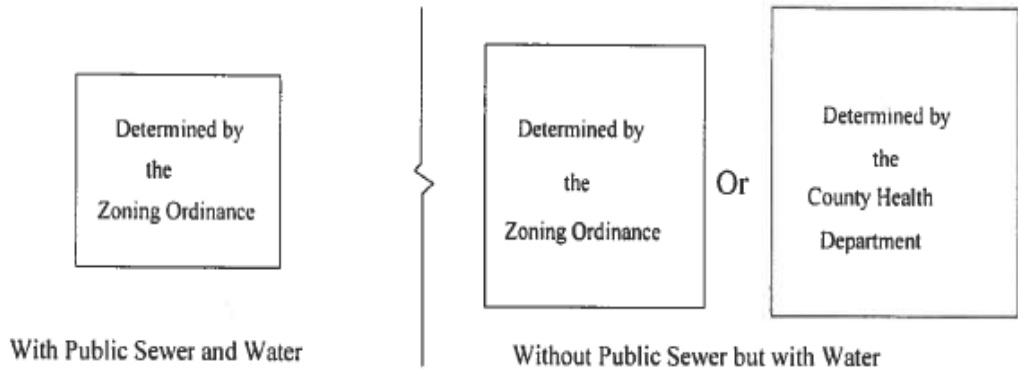 Determined by
the
Zoning Ordinance
With Public Sewer and Water
Determined by
the
Zoning Ordinance
Or
Determined by
the
County Health
Department
Without Public Sewer but with Water